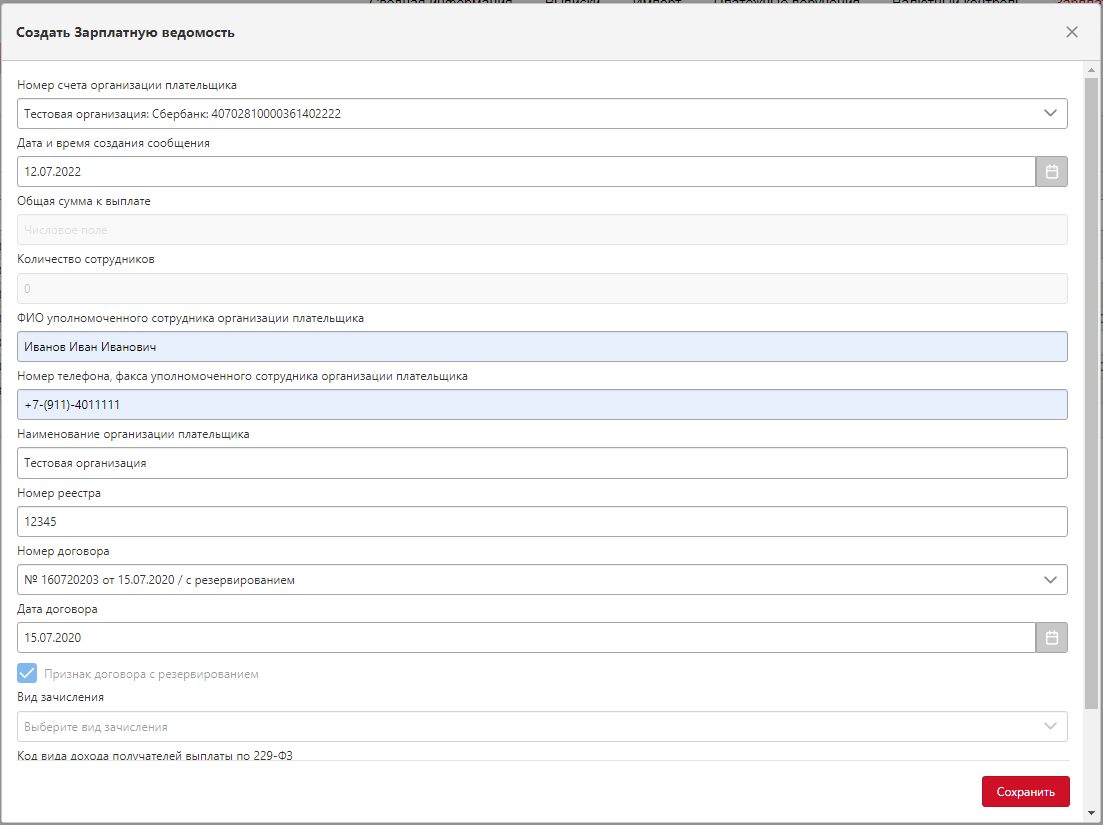 Создать Зарплатную ведомость
Номер счета организации плательщика
Тестовая организация: Сбербанк: 40702810000361402222
Дата и время создания сообщения
12.07.2022
Общая сумма к выплате
Числовое поле
Количество сотрудников
0
ФИО уполномоченного сотрудника организации плательщика
Иванов Иван Иванович
Номер телефона, факса уполномоченного сотрудника организации плательщика
+7-(911)-4011111
Наименование организации плательщика
Тестовая организация
Номер реестра
12345
Номер договора
№ 160720203 от 15.07.2020 / с резервированием
Дата договора
15.07.2020
Признак договора с резервированием
Вид зачисления
Выберите вид зачисления
Код вида дохода получателей выплаты по 229-ФЗ
Сохранить